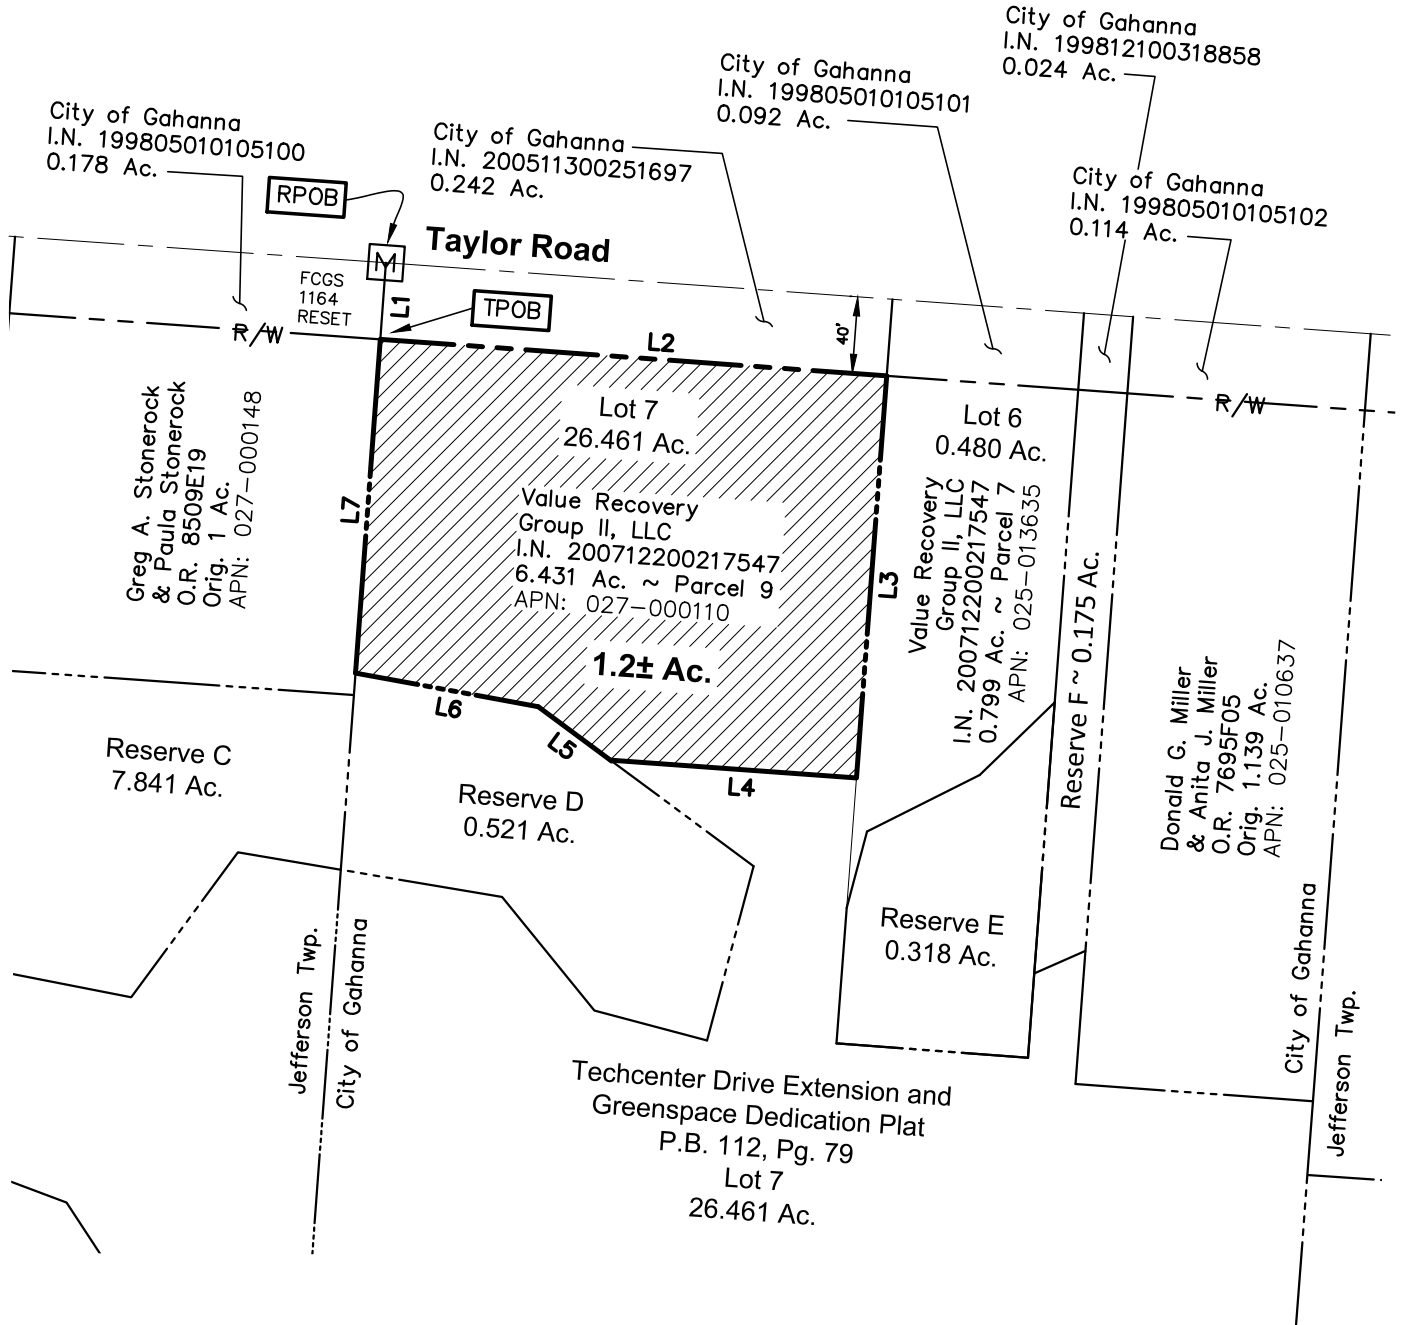 City of Gahanna
I.N. 199812100318858
0.024 Ac.
City of Gahanna
I.N. 199805010105101
0.092 Ac.
City of Gahanna
I.N. 199805010105100
0.178 Ac.
City of Gahanna
I.N. 200511300251697
0.242 Ac.
City of Gahanna
I.N. 199805010105102
0.114 Ac.
RPOB
Taylor Road
M
FCGS
1164
RESET
L1
TPOB
R/W
L2
40'
R/W
Lot 7
26.461 Ac.
Lot 6
0.480 Ac.
Greg A. Stonerock
& Paula Stonerock
O.R. 8509E19
Orig. 1 Ac.
APN: 027-000148
L7
Value Recovery
Group II, LLC
I.N. 200712200217547
6.431 Ac. ~ Parcel 9
APN: 027-000110
1.2± Ac.
L3
Value Recovery
Group II, LLC
I.N. 200712200217547
0.799 Ac. ~ Parcel 7
APN: 025-013635
Reserve F ~ 0.175 Ac.
Donald G. Miller
& Anita J. Miller
O.R. 7695F05
Orig. 1.139 Ac.
APN: 025-010637
L6
L5
L4
Reserve C
7.841 Ac.
Reserve D
0.521 Ac.
Reserve E
0.318 Ac.
Jefferson Twp.
City of Gahanna
City of Gahanna
Jefferson Twp.
Techcenter Drive Extension and
Greenspace Dedication Plat
P.B. 112, Pg. 79
Lot 7
26.461 Ac.